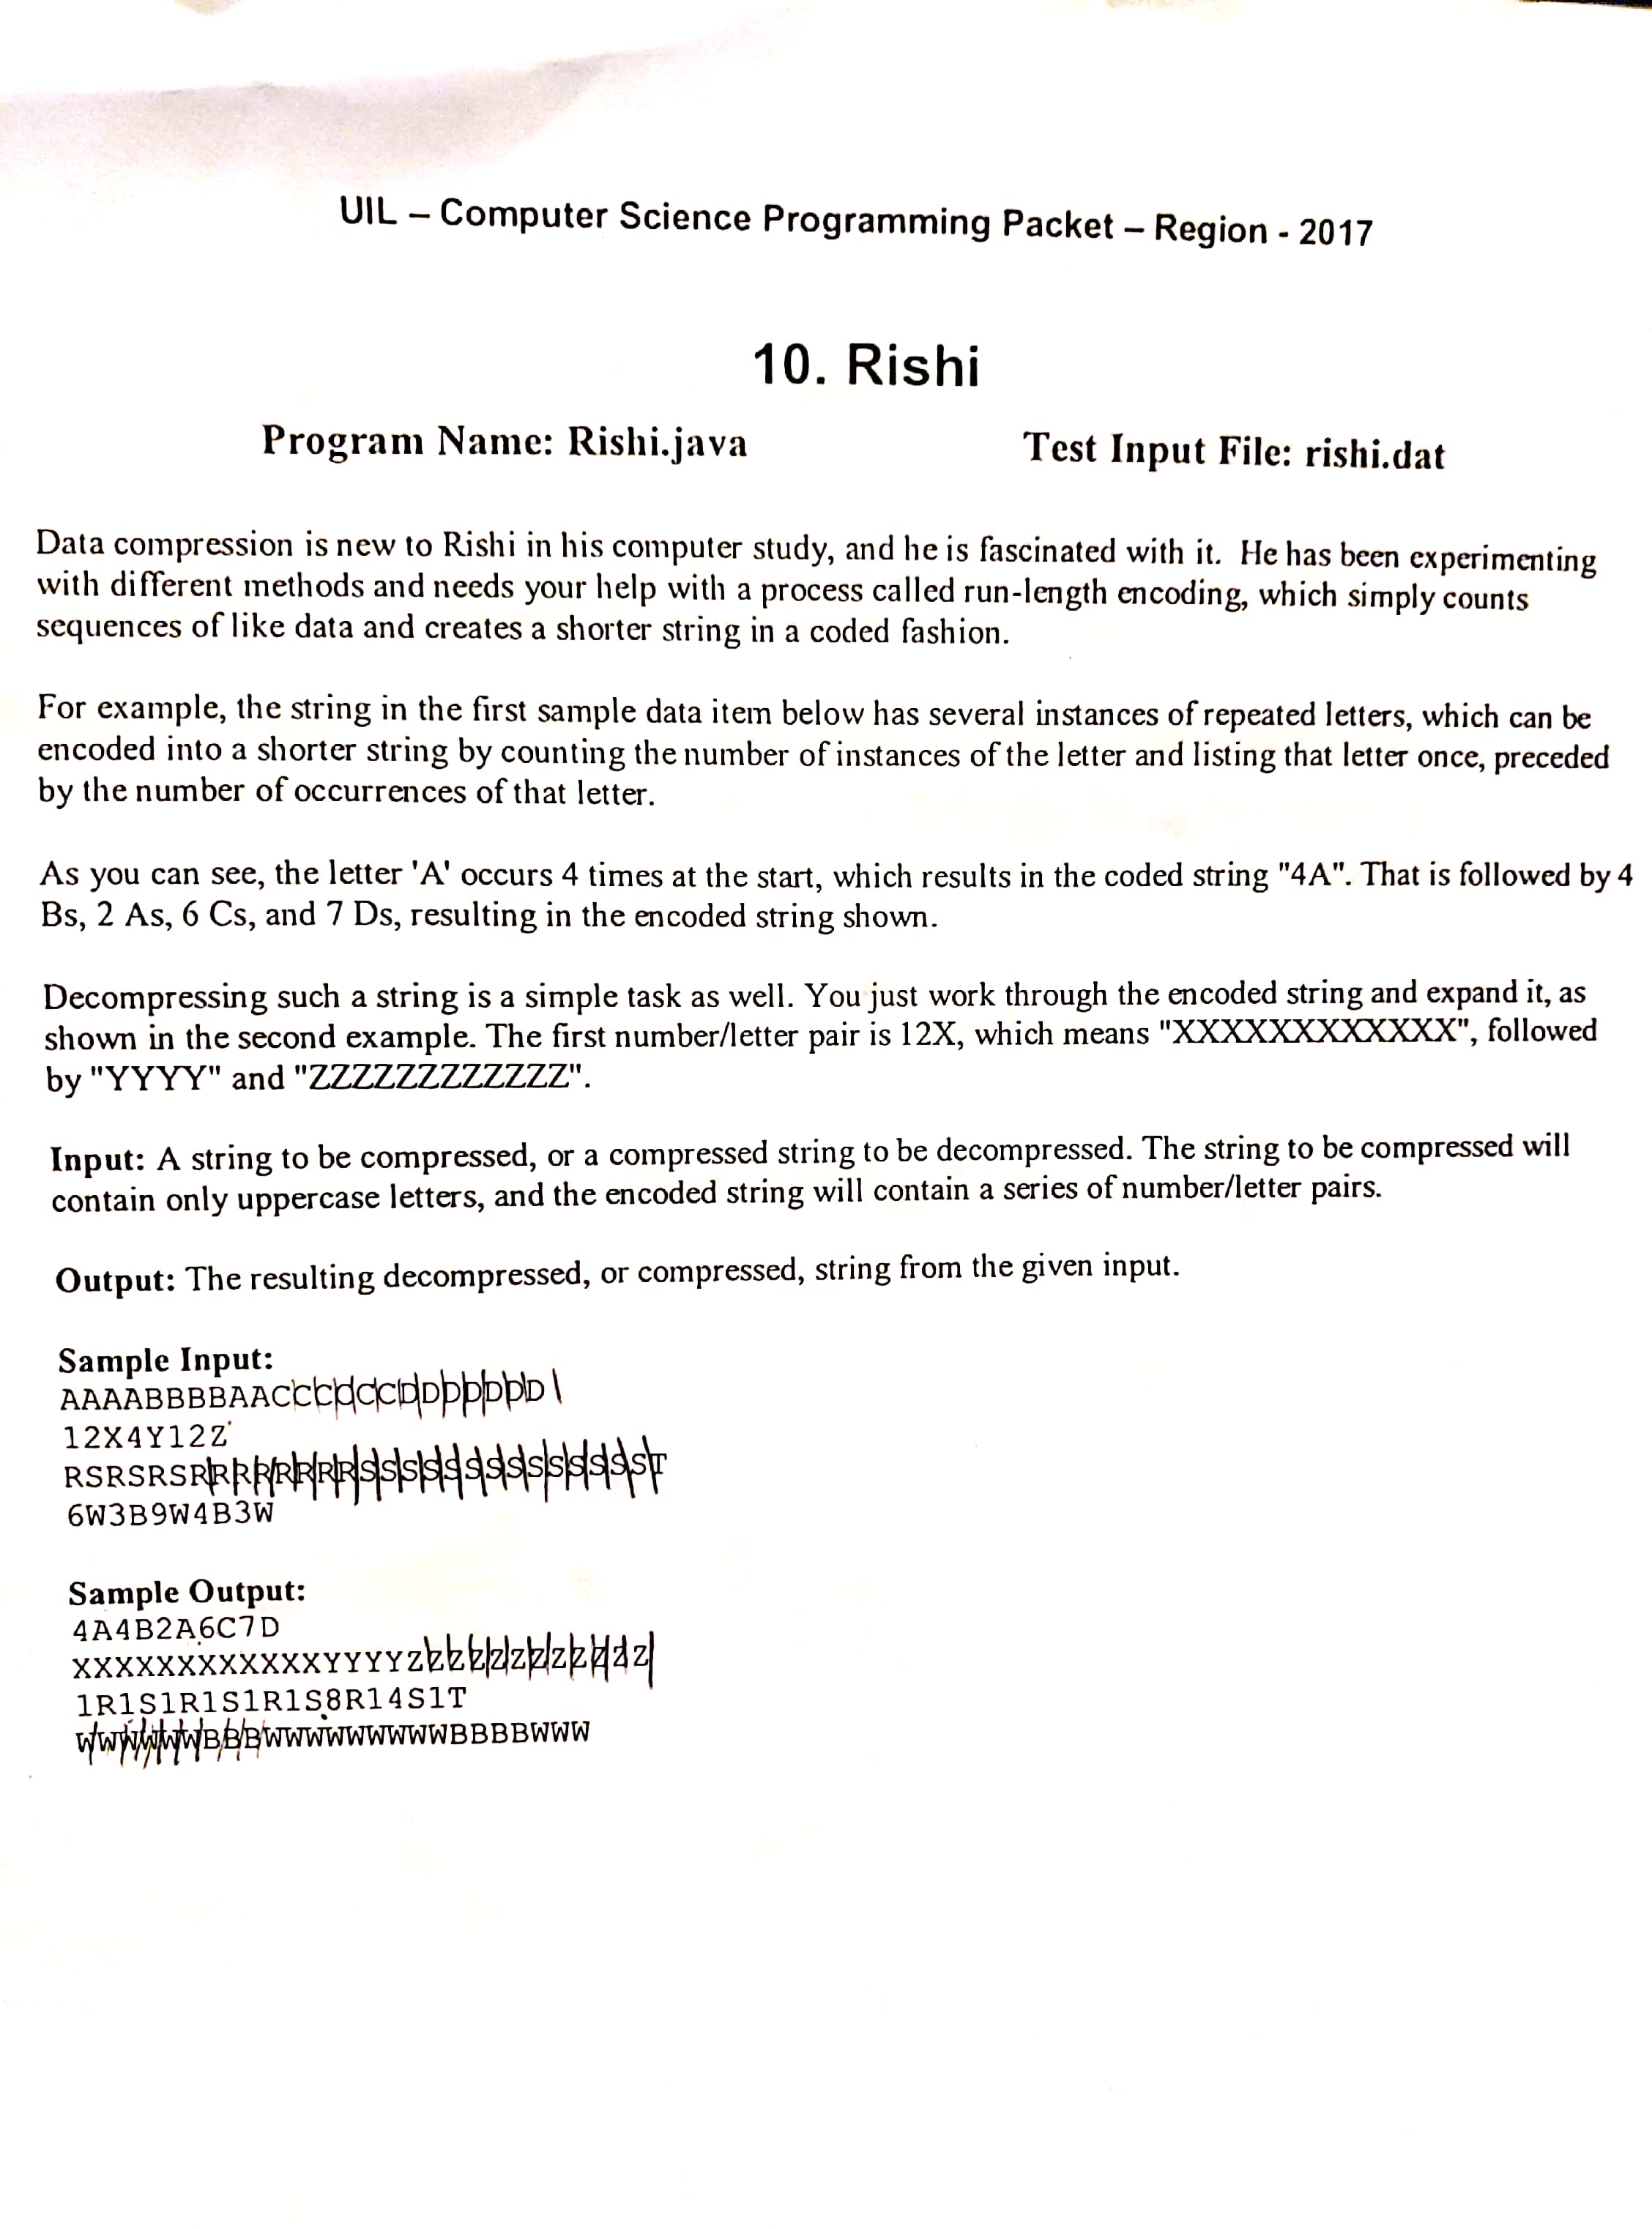 UIL – Computer Science Programming Packet – Region - 2017
10. Rishi
Program Name: Rishi.java Test Input File: rishi.dat
Data compression is new to Rishi in his computer study, and he is fascinated with it. He has been experimenting
with different methods and needs your help with a process called run-length encoding, which simply counts
sequences of like data and creates a shorter string in a coded fashion.
For example, the string in the first sample data item below has several instances of repeated letters, which can be
encoded into a shorter string by counting the number of instances of the letter and listing that letter once, preceded
by the number of occurrences of that letter.
As you can see, the letter 'A' occurs 4 times at the start, which results in the coded string "4A". That is followed by 4
Bs, 2 As, 6 Cs, and 7 Ds, resulting in the encoded string shown.
Decompressing such a string is a simple task as well. You just work through the encoded string and expand it, as
shown in the second example. The first number/letter pair is 12X, which means "XXXXXXXXXXXX", followed
by "YYYY" and "ZZZZZZZZZZZZ".
Input: A string to be compressed, or a compressed string to be decompressed. The string to be compressed will
contain only uppercase letters, and the encoded string will contain a series of number/letter pairs.
Output: The resulting decompressed, or compressed, string from the given input.
Sample Input:
AAAABBBBAACCCCCCDDDDDDD
12X4Y12Z
RSRSRSRRRRRRRRSSSSSSSSSSSSSST
6W3B9W4B3W
Sample Output:
4A4B2A6C7D
XXXXXXXXXXXXYYYYZZZZZZZZZZZZ
1R1S1R1S1R1S8R14S1T
WWWWWWBBBWWWWWWWWWBBBBWWW